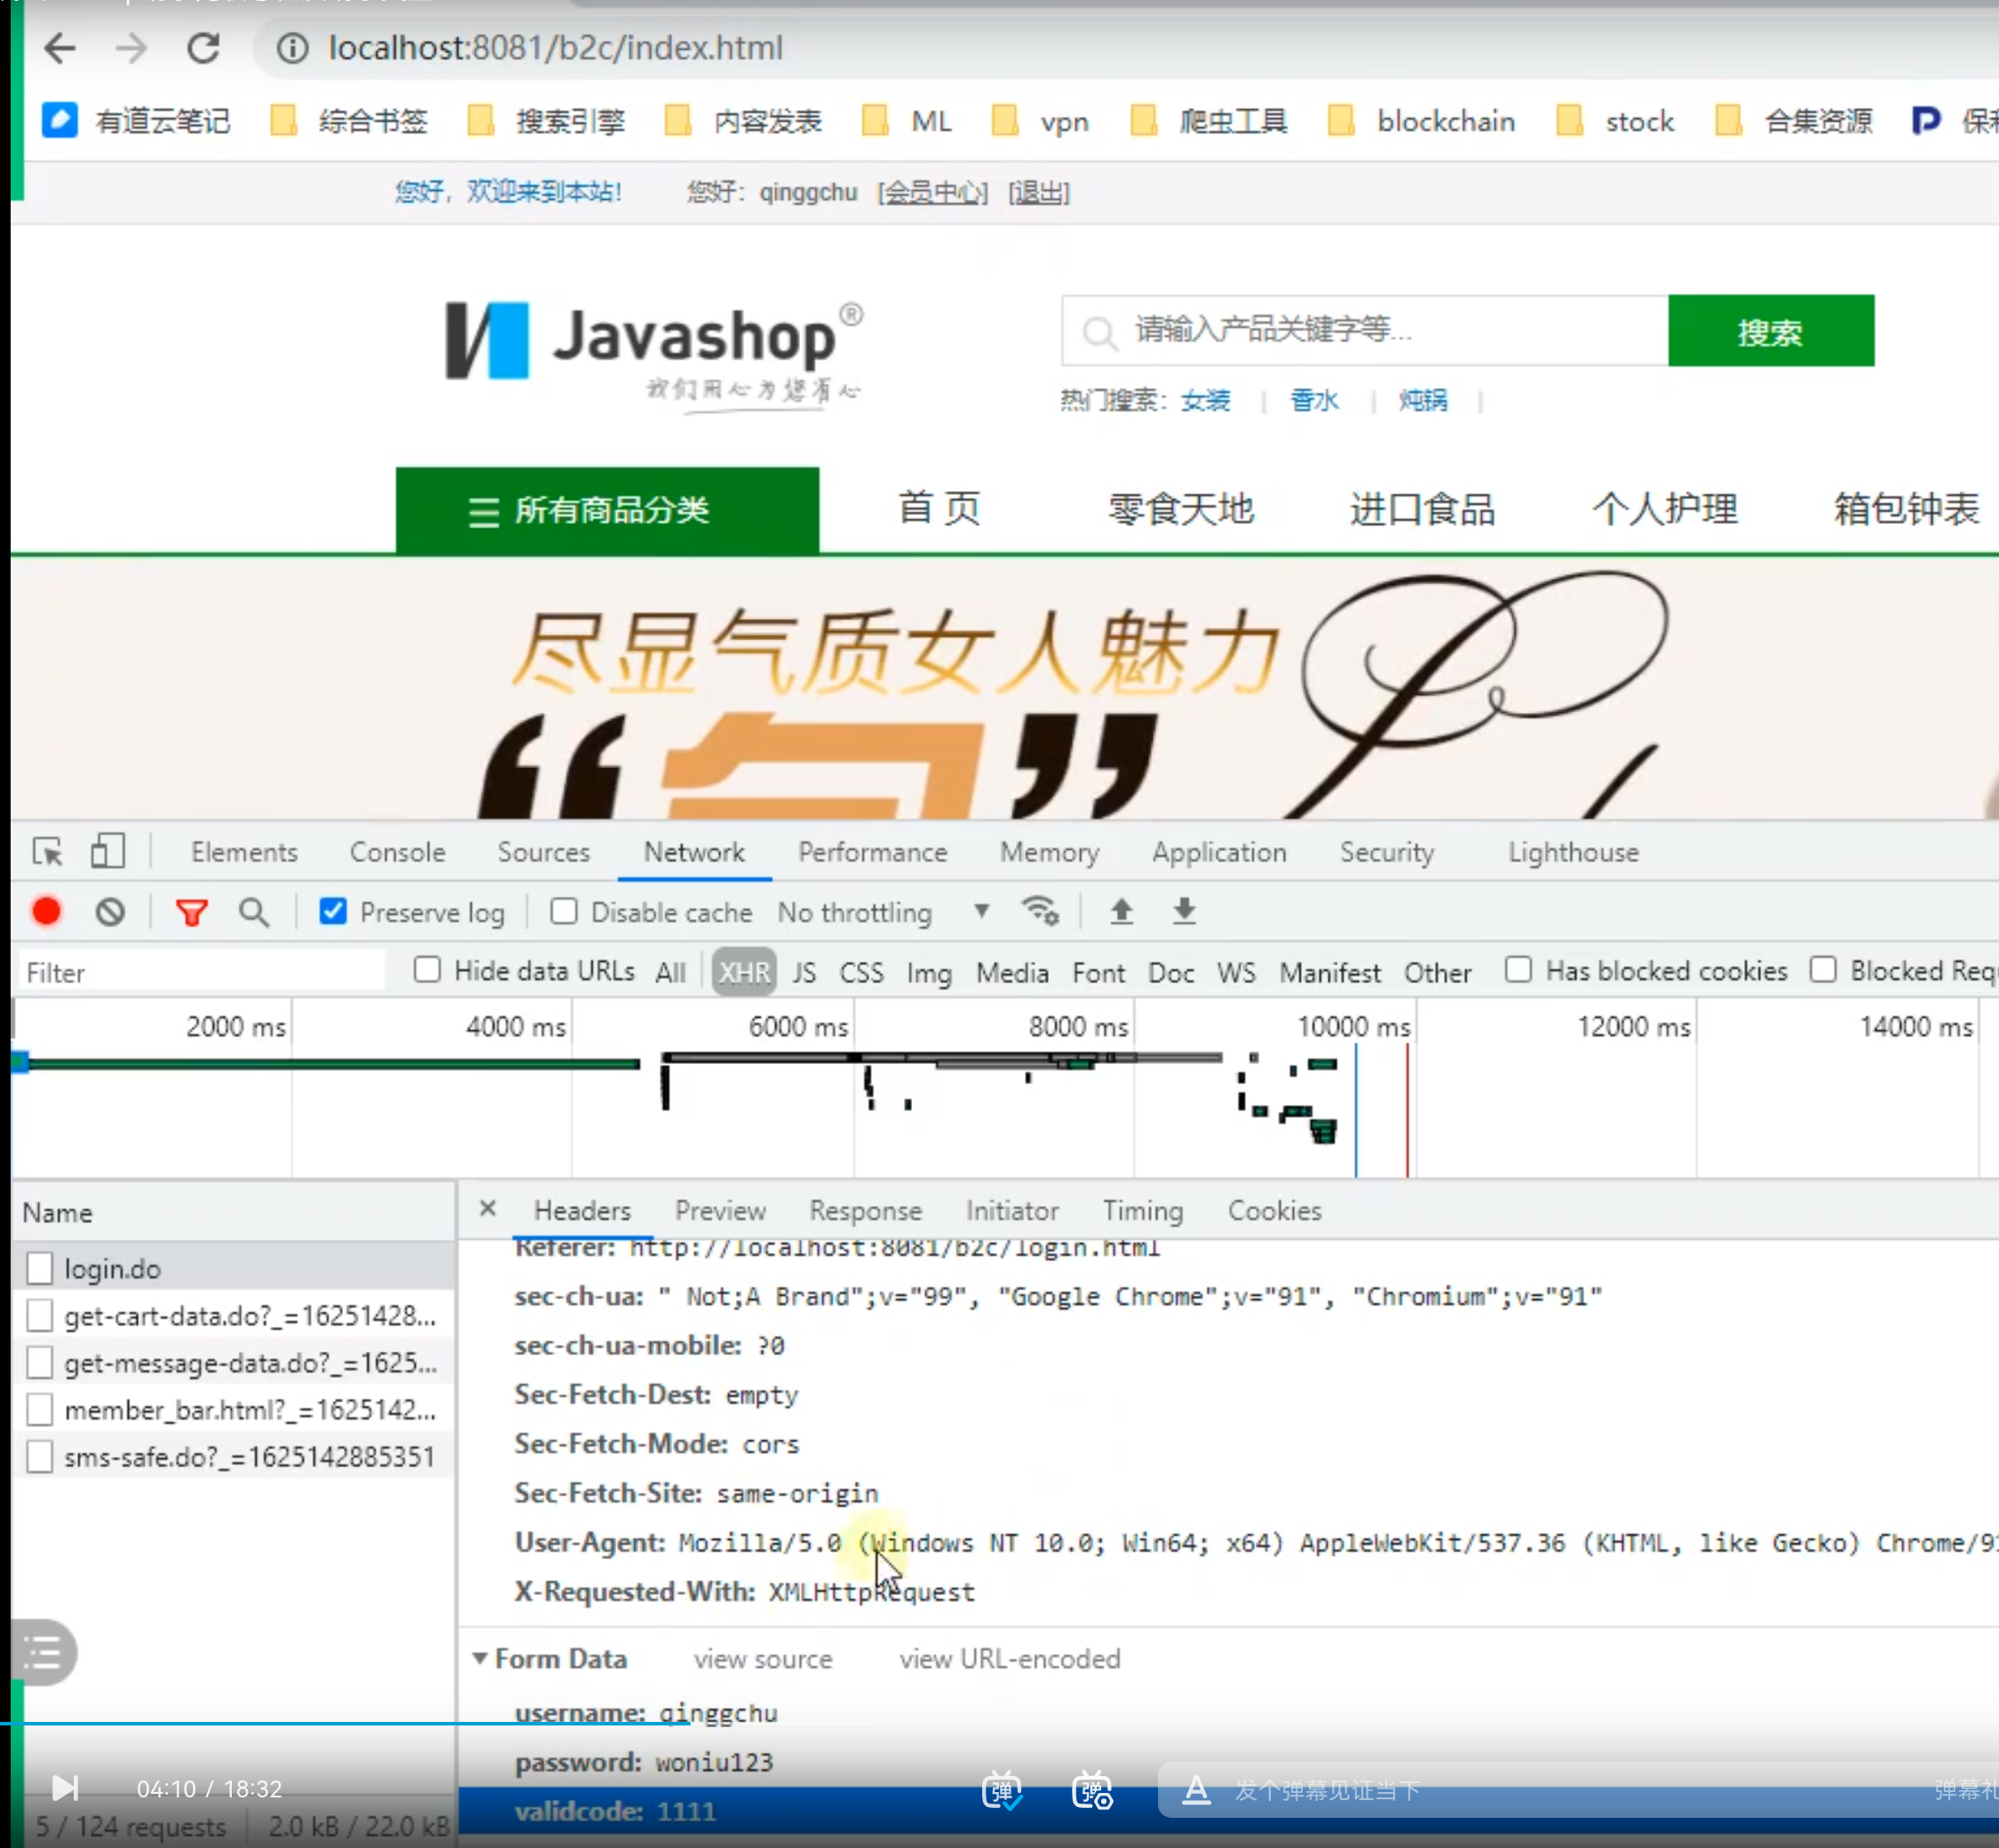 localhost:8081/b2c/index.html
有道云笔记 综合书签 搜索引擎 内容发表 ML vpn 爬虫工具 blockchain stock 合集资源
您好，欢迎来到本站! 您好: qinggchu [会员中心] [退出]
Javashop®
我们用心为您省心
请输入产品关键字等... 搜索
热门搜索: 女装 | 香水 | 炖锅 |
所有商品分类 首 页 零食天地 进口食品 个人护理 箱包钟表
尽显气质女人魅力
Elements Console Sources Network Performance Memory Application Security Lighthouse
Preserve log Disable cache No throttling
Filter Hide data URLs All XHR JS CSS Img Media Font Doc WS Manifest Other Has blocked cookies Blocked Req
2000 ms 4000 ms 6000 ms 8000 ms 10000 ms 12000 ms 14000 ms
Name
login.do
get-cart-data.do?_=16251428...
get-message-data.do?_=1625...
member_bar.html?_=1625142...
sms-safe.do?_=1625142885351
× Headers Preview Response Initiator Timing Cookies
Referer: http://localhost:8081/b2c/login.html
sec-ch-ua: " Not;A Brand";v="99", "Google Chrome";v="91", "Chromium";v="91"
sec-ch-ua-mobile: ?0
Sec-Fetch-Dest: empty
Sec-Fetch-Mode: cors
Sec-Fetch-Site: same-origin
User-Agent: Mozilla/5.0 (Windows NT 10.0; Win64; x64) AppleWebKit/537.36 (KHTML, like Gecko) Chrome/91
X-Requested-With: XMLHttpRequest
Form Data view source view URL-encoded
username: qinggchu
password: woniu123
validcode: 1111
04:10 / 18:32 弹 弹 A 发个弹幕见证当下 弹幕礼
5 / 124 requests 2.0 kB / 22.0 kB